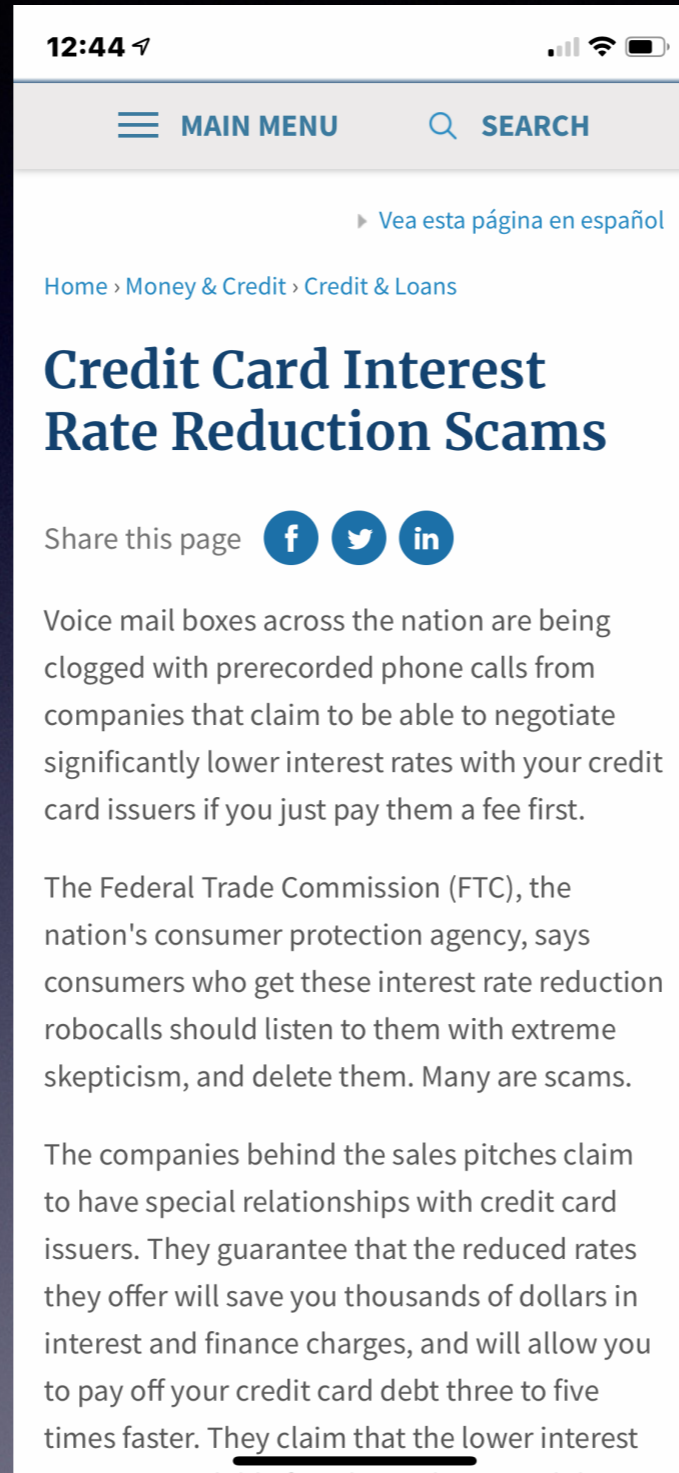 12:44
MAIN MENU
SEARCH
Vea esta página en español
Home › Money & Credit › Credit & Loans
Credit Card Interest
Rate Reduction Scams
Share this page
Voice mail boxes across the nation are being
clogged with prerecorded phone calls from
companies that claim to be able to negotiate
significantly lower interest rates with your credit
card issuers if you just pay them a fee first.
The Federal Trade Commission (FTC), the
nation's consumer protection agency, says
consumers who get these interest rate reduction
robocalls should listen to them with extreme
skepticism, and delete them. Many are scams.
The companies behind the sales pitches claim
to have special relationships with credit card
issuers. They guarantee that the reduced rates
they offer will save you thousands of dollars in
interest and finance charges, and will allow you
to pay off your credit card debt three to five
times faster. They claim that the lower interest